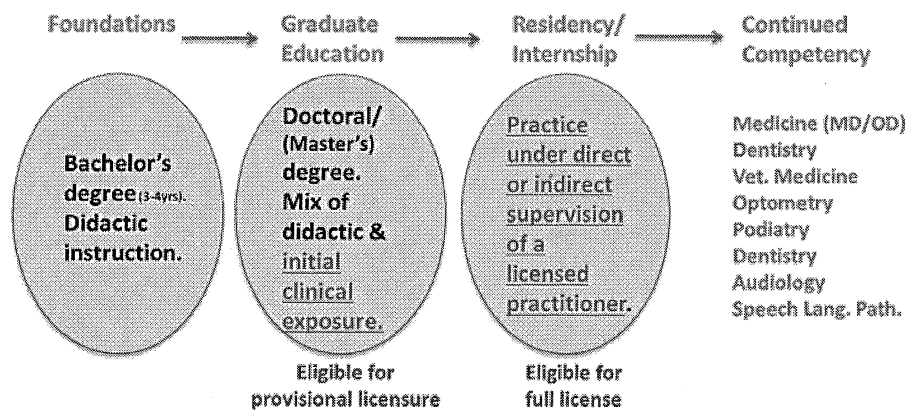 Foundations
Graduate
Education
Residency/
Internship
Continued
Competency
Bachelor's
degree (3-4yrs).
Didactic
instruction.
Doctoral/
(Master's)
degree.
Mix of
didactic &
initial
clinical
exposure.
Eligible for
provisional licensure
Practice
under direct
or indirect
supervision
of a
licensed
practitioner.
Eligible for
full license
Medicine (MD/OD)
Dentistry
Vet. Medicine
Optometry
Podiatry
Dentistry
Audiology
Speech Lang. Path.